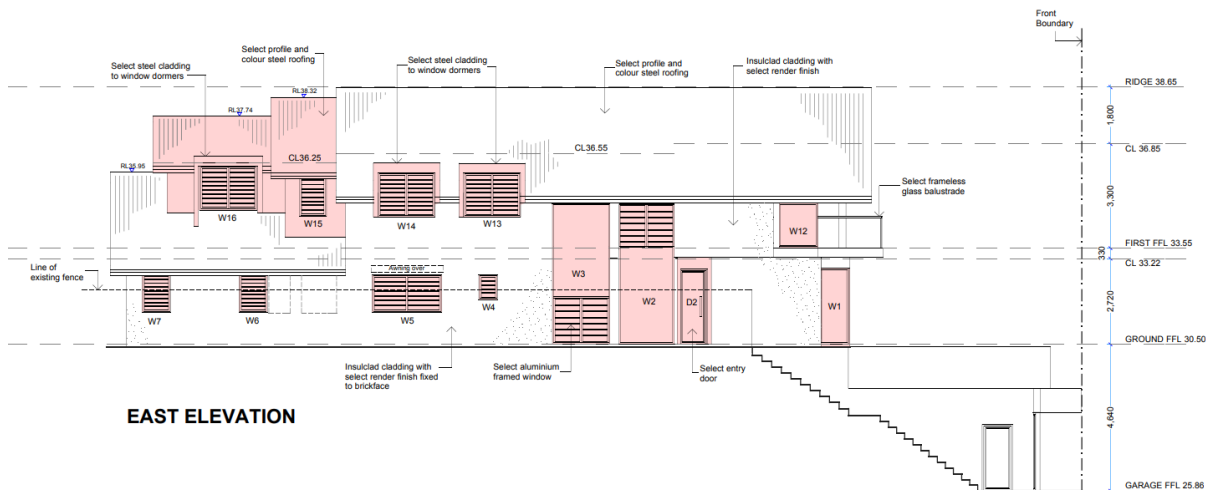 Front
Boundary
Select profile and
colour steel roofing
Select steel cladding
to window dormers
Select steel cladding
to window dormers
Select profile and
colour steel roofing
Insulclad cladding with
select render finish
RIDGE 38.65
RL38.32
RL37.74
1,800
CL36.55
CL 36.85
CL36.25
RL35.95
Select frameless
glass balustrade
3,300
W16
W15
W14
W13
W12
FIRST FFL 33.55
330
CL 33.22
Line of
existing fence
Awning over
W3
W7
W6
W5
W4
W2
D2
W1
2,720
GROUND FFL 30.50
Insulclad cladding with
select render finish fixed
to brickface
Select aluminium
framed window
Select entry
door
EAST ELEVATION
4,640
GARAGE FFL 25.86